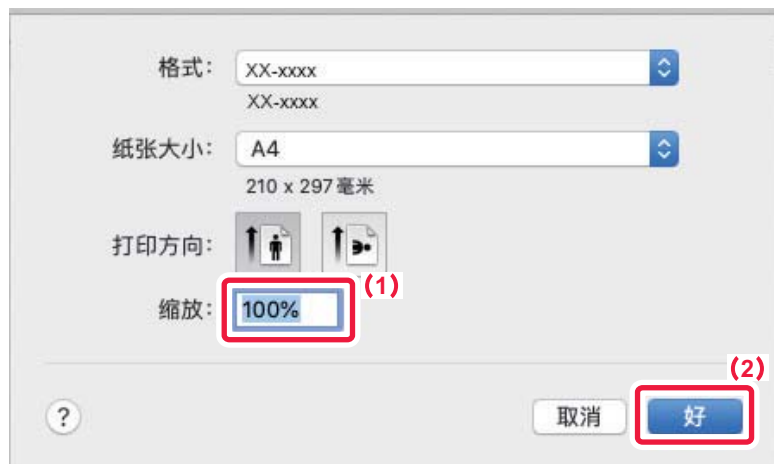 格式: XX-xxxx
XX-xxxx
纸张大小: A4
210 x 297 毫米
打印方向:
(1)
缩放: 100%
(2)
? 取消 好